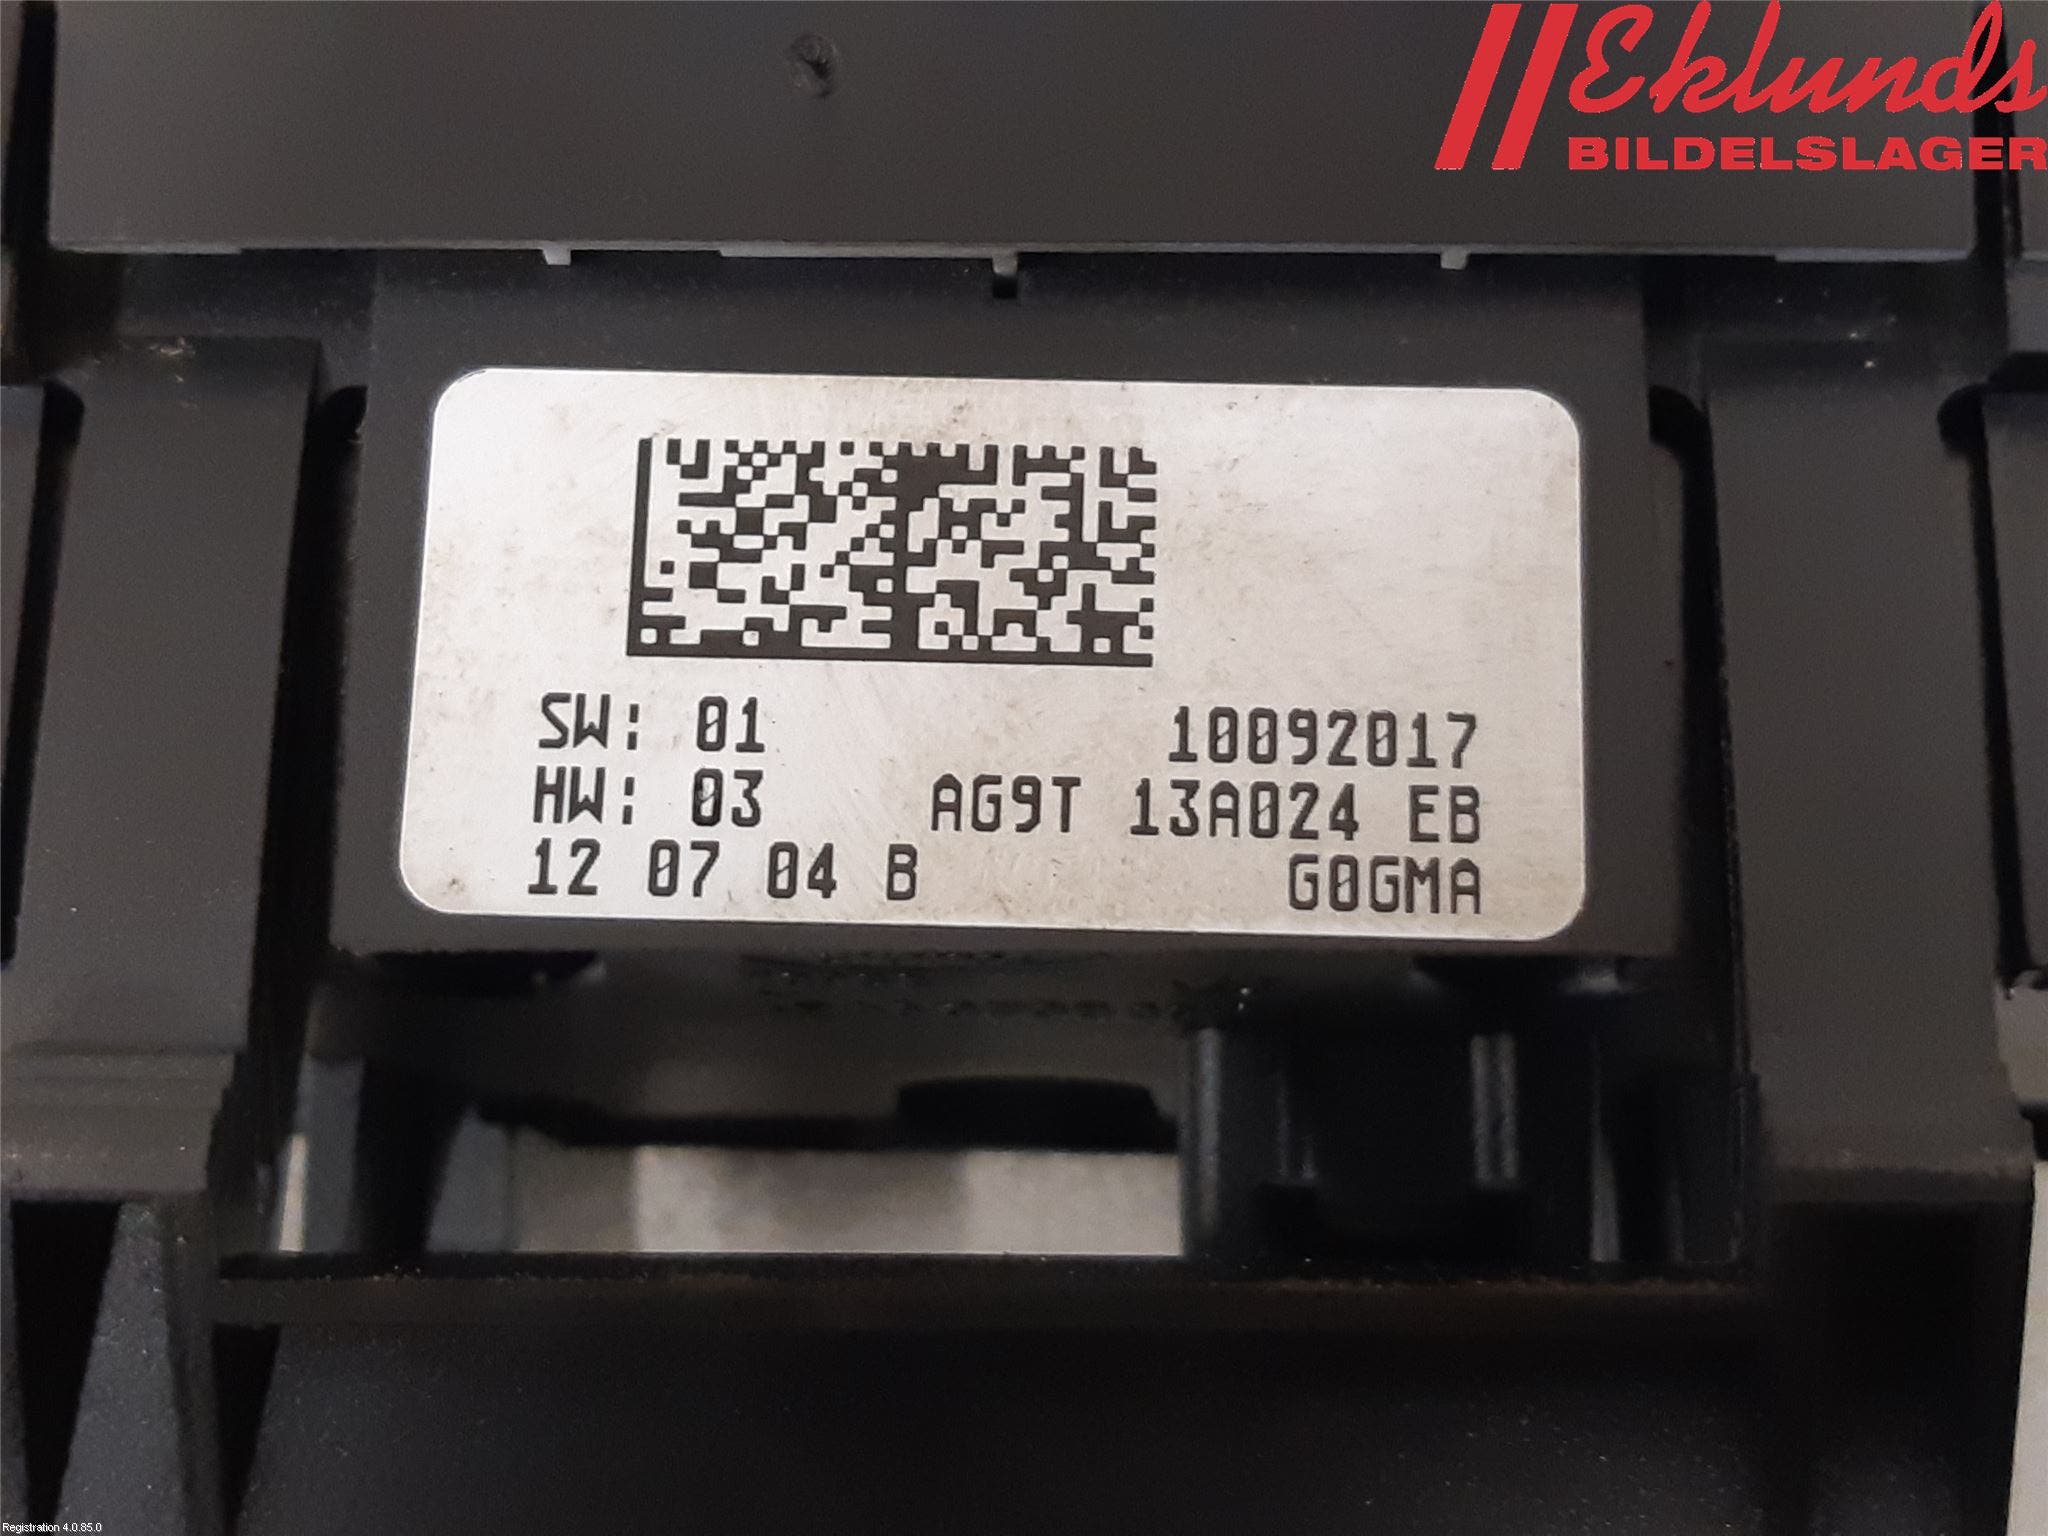 Eklunds
BILDELSLAGER
SW: 01 10092017
HW: 03 AG9T 13A024 EB
12 07 04 B G0GMA
Registration 4.0.85.0